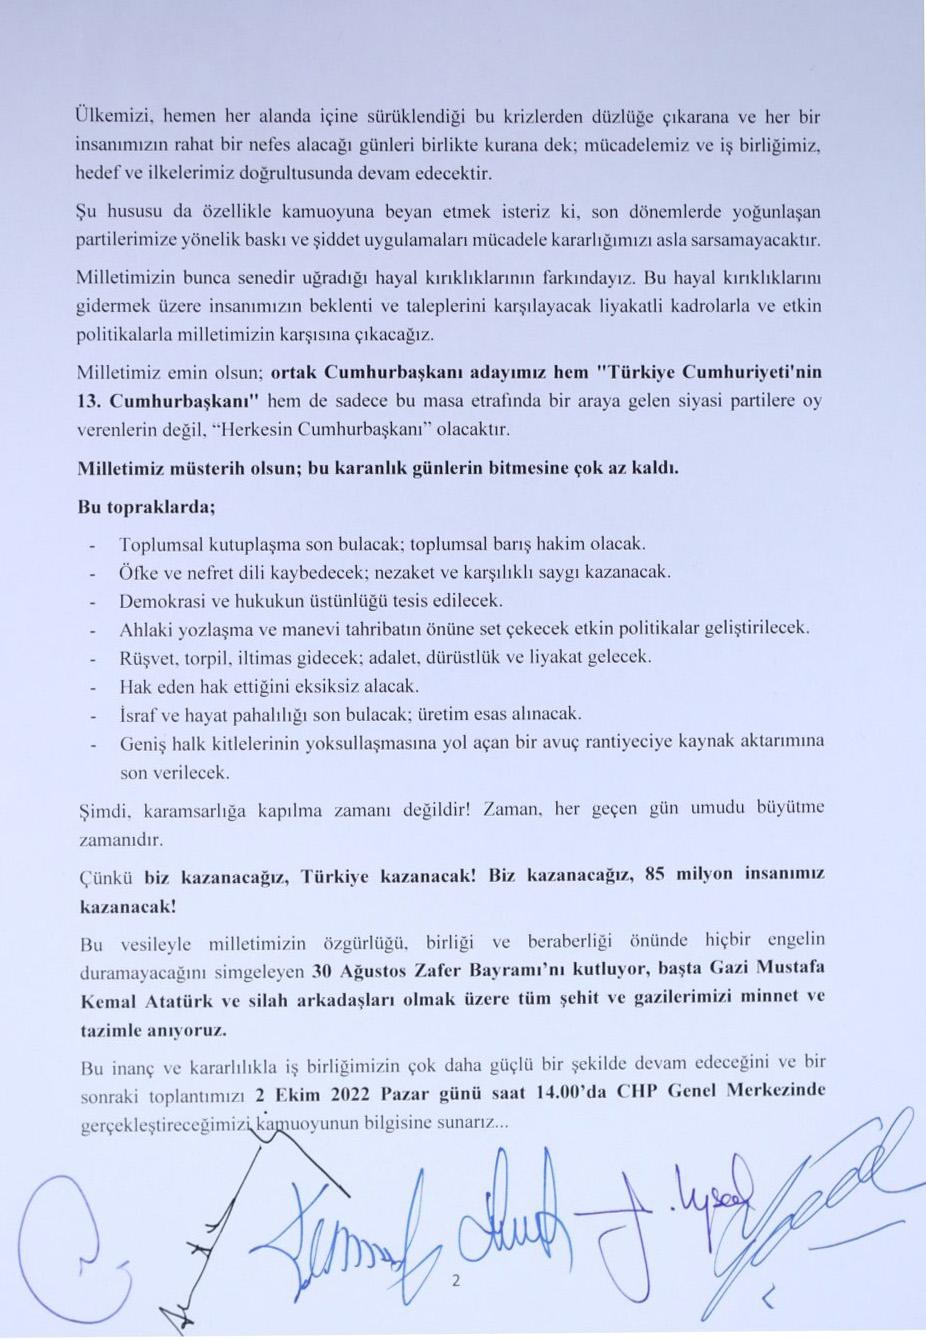 Ülkemizi, hemen her alanda içine sürüklendiği bu krizlerden düzlüğe çıkarana ve her bir
insanımızın rahat bir nefes alacağı günleri birlikte kurana dek; mücadelemiz ve iş birliğimiz,
hedef ve ilkelerimiz doğrultusunda devam edecektir.
Şu hususu da özellikle kamuoyuna beyan etmek isteriz ki, son dönemlerde yoğunlaşan
partilerimize yönelik baskı ve şiddet uygulamaları mücadele kararlığımızı asla sarsamayacaktır.
Milletimizin bunca senedir uğradığı hayal kırıklıklarının farkındayız. Bu hayal kırıklıklarını
gidermek üzere insanımızın beklenti ve taleplerini karşılayacak liyakatli kadrolarla ve etkin
politikalarla milletimizin karşısına çıkacağız.
Milletimiz emin olsun; ortak Cumhurbaşkanı adayımız hem "Türkiye Cumhuriyeti'nin
13. Cumhurbaşkanı" hem de sadece bu masa etrafında bir araya gelen siyasi partilere oy
verenlerin değil, “Herkesin Cumhurbaşkanı” olacaktır.
Milletimiz müsterih olsun; bu karanlık günlerin bitmesine çok az kaldı.
Bu topraklarda;
- Toplumsal kutuplaşma son bulacak; toplumsal barış hakim olacak.
- Öfke ve nefret dili kaybedecek; nezaket ve karşılıklı saygı kazanacak.
- Demokrasi ve hukukun üstünlüğü tesis edilecek.
- Ahlaki yozlaşma ve manevi tahribatın önüne set çekecek etkin politikalar geliştirilecek.
- Rüşvet, torpil, iltimas gidecek; adalet, dürüstlük ve liyakat gelecek.
- Hak eden hak ettiğini eksiksiz alacak.
- İsraf ve hayat pahalılığı son bulacak; üretim esas alınacak.
- Geniş halk kitlelerinin yoksullaşmasına yol açan bir avuç rantiyeciye kaynak aktarımına
son verilecek.
Şimdi, karamsarlığa kapılma zamanı değildir! Zaman, her geçen gün umudu büyütme
zamanıdır.
Çünkü biz kazanacağız, Türkiye kazanacak! Biz kazanacağız, 85 milyon insanımız
kazanacak!
Bu vesileyle milletimizin özgürlüğü, birliği ve beraberliği önünde hiçbir engelin
duramayacağını simgeleyen 30 Ağustos Zafer Bayramı’nı kutluyor, başta Gazi Mustafa
Kemal Atatürk ve silah arkadaşları olmak üzere tüm şehit ve gazilerimizi minnet ve
tazimle anıyoruz.
Bu inanç ve kararlılıkla iş birliğimizin çok daha güçlü bir şekilde devam edeceğini ve bir
sonraki toplantımızı 2 Ekim 2022 Pazar günü saat 14.00’da CHP Genel Merkezinde
gerçekleştireceğimizi kamuoyunun bilgisine sunarız...
2